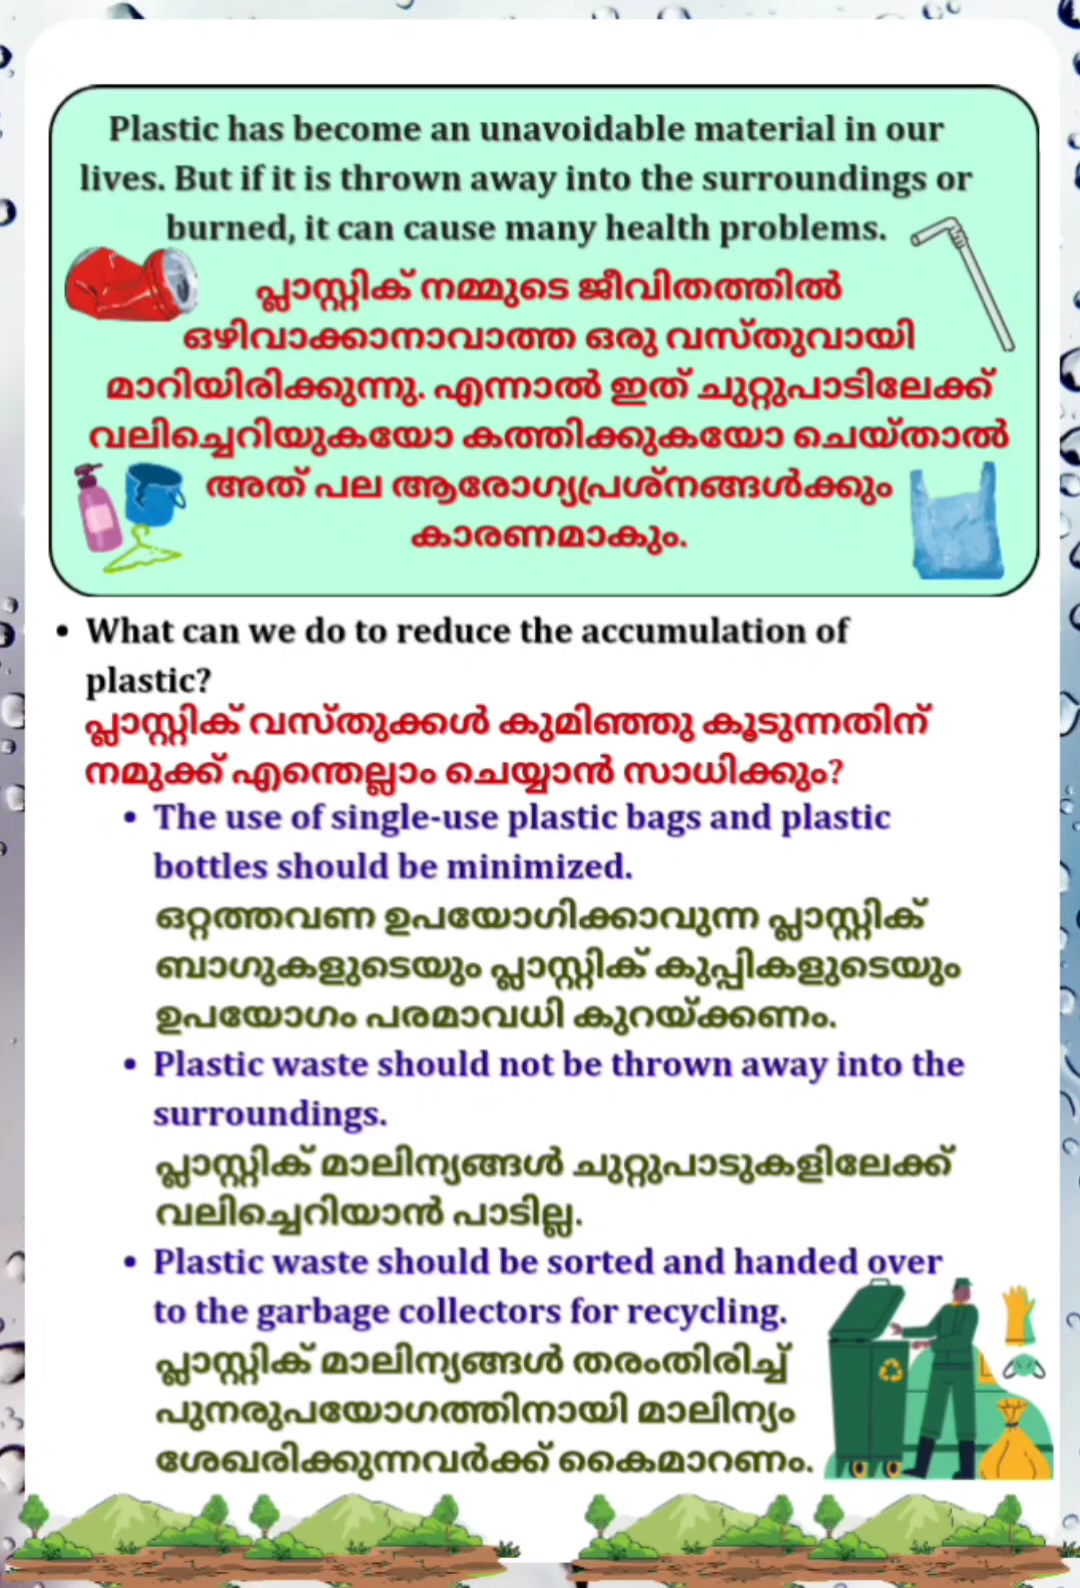 Plastic has become an unavoidable material in our
lives. But if it is thrown away into the surroundings or
burned, it can cause many health problems.
പ്ലാസ്റ്റിക് നമ്മുടെ ജീവിതത്തിൽ
ഒഴിവാക്കാനാവാത്ത ഒരു വസ്തുവായി
മാറിയിരിക്കുന്നു. എന്നാൽ ഇത് ചുറ്റുപാടിലേക്ക്
വലിച്ചെറിയുകയോ കത്തിക്കുകയോ ചെയ്താൽ
അത് പല ആരോഗ്യപ്രശ്നങ്ങൾക്കും
കാരണമാകും.
• What can we do to reduce the accumulation of
plastic?
പ്ലാസ്റ്റിക് വസ്തുക്കൾ കുമിഞ്ഞു കൂടുന്നതിന്
നമുക്ക് എന്തെല്ലാം ചെയ്യാൻ സാധിക്കും?
• The use of single-use plastic bags and plastic
bottles should be minimized.
ഒറ്റത്തവണ ഉപയോഗിക്കാവുന്ന പ്ലാസ്റ്റിക്
ബാഗുകളുടെയും പ്ലാസ്റ്റിക് കുപ്പികളുടെയും
ഉപയോഗം പരമാവധി കുറയ്ക്കണം.
• Plastic waste should not be thrown away into the
surroundings.
പ്ലാസ്റ്റിക് മാലിന്യങ്ങൾ ചുറ്റുപാടുകളിലേക്ക്
വലിച്ചെറിയാൻ പാടില്ല.
• Plastic waste should be sorted and handed over
to the garbage collectors for recycling.
പ്ലാസ്റ്റിക് മാലിന്യങ്ങൾ തരംതിരിച്ച്
പുനരുപയോഗത്തിനായി മാലിന്യം
ശേഖരിക്കുന്നവർക്ക് കൈമാറണം.